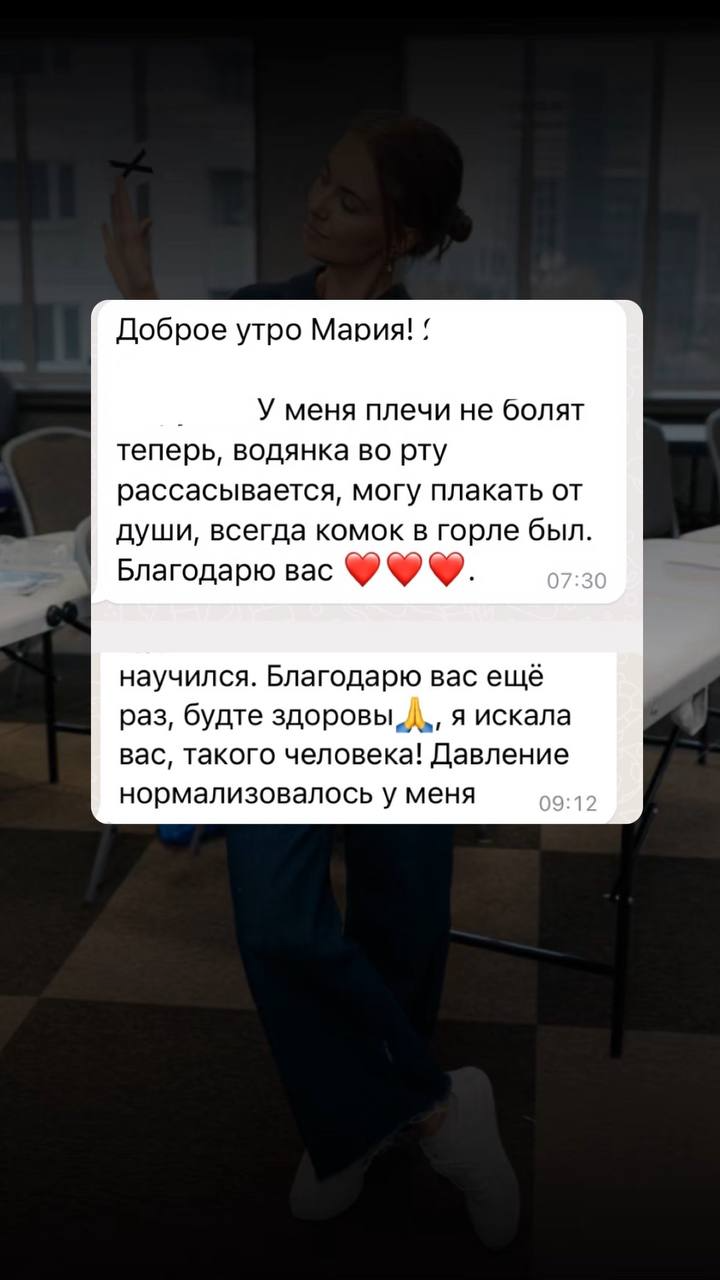 Доброе утро Мария!
У меня плечи не болят
теперь, водянка во рту
рассасывается, могу плакать от
души, всегда комок в горле был.
Благодарю вас ❤️❤️❤️.
07:30
научился. Благодарю вас ещё
раз, будте здоровы🙏, я искала
вас, такого человека! Давление
нормализовалось у меня
09:12